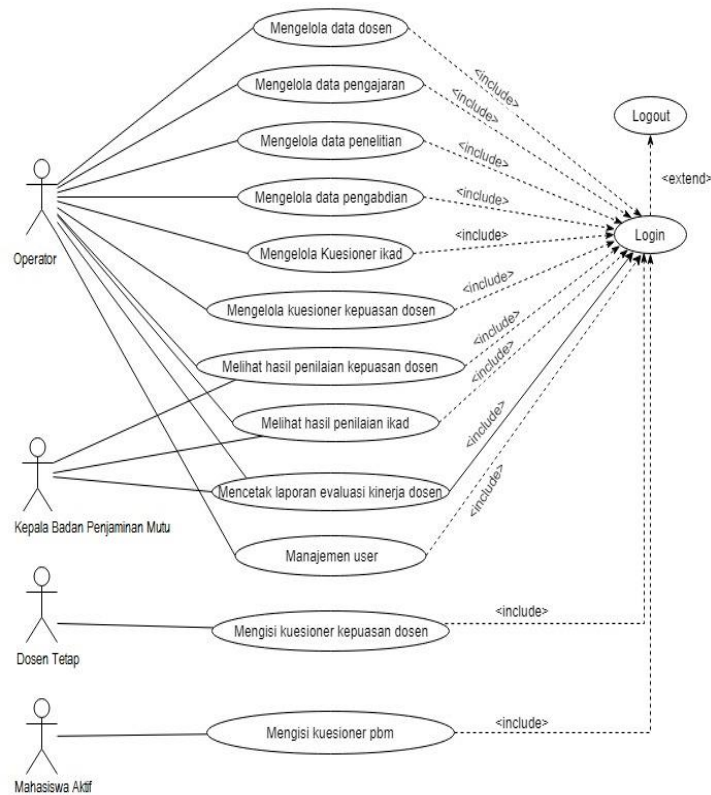 Mengelola data dosen
<include>
Mengelola data pengajaran
<include>
Logout
Mengelola data penelitian
<include>
<extend>
Mengelola data pengabdian
<include>
Operator
Mengelola Kuesioner ikad
<include>
Login
Mengelola kuesioner kepuasan dosen
<include>
Melihat hasil penilaian kepuasan dosen
<include>
Melihat hasil penilaian ikad
<include>
Kepala Badan Penjaminan Mutu
Mencetak laporan evaluasi kinerja dosen
<include>
Manajemen user
<include>
Dosen Tetap
Mengisi kuesioner kepuasan dosen
<include>
Mahasiswa Aktif
Mengisi kuesioner pbm
<include>